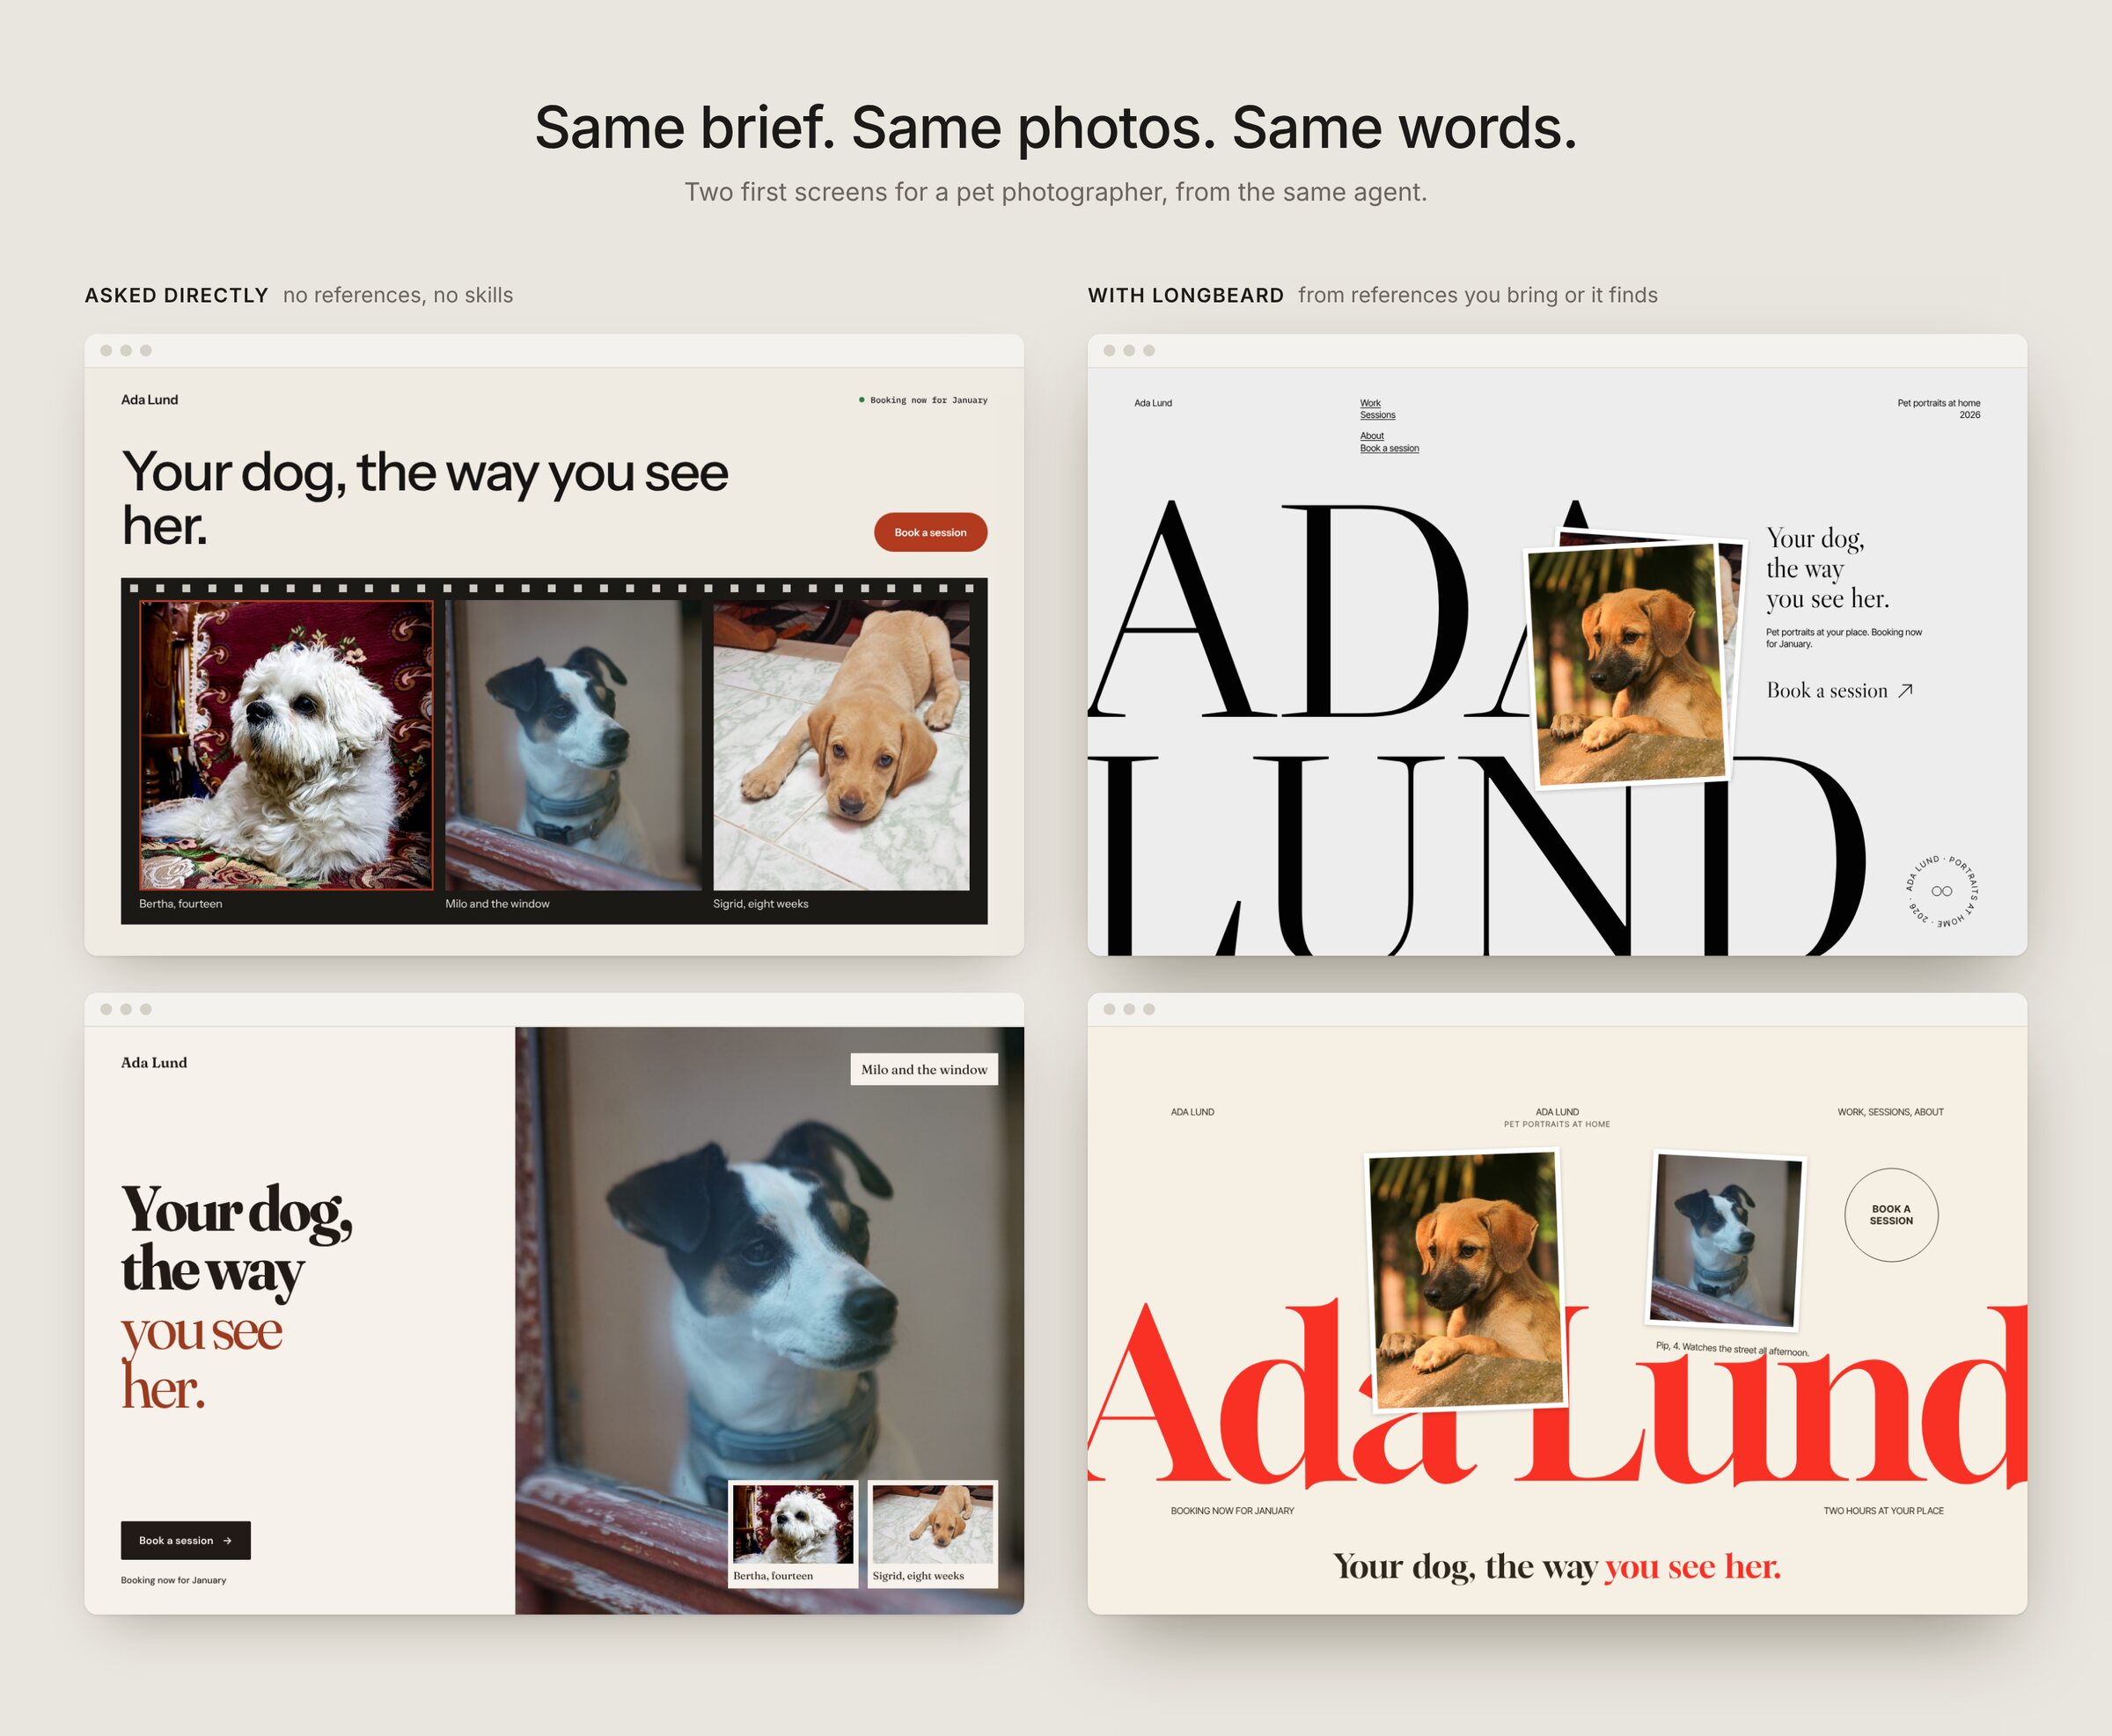 Same brief. Same photos. Same words.
Two first screens for a pet photographer, from the same agent.
ASKED DIRECTLY no references, no skills
Ada Lund
Booking now for January
Your dog, the way you see
her.
Book a session
Bertha, fourteen
Milo and the window
Sigrid, eight weeks
WITH LONGBEARD from references you bring or it finds
Ada Lund
Work
Sessions
About
Book a session
Pet portraits at home
2026
ADA
LUND
Your dog,
the way
you see her.
Pet portraits at your place. Booking now
for January.
Book a session ↗
ADA LUND · PORTRAITS AT HOME · 2026 ·
Ada Lund
Milo and the window
Your dog,
the way
you see
her.
Book a session →
Booking now for January
Bertha, fourteen
Sigrid, eight weeks
ADA LUND
ADA LUND
PET PORTRAITS AT HOME
WORK, SESSIONS, ABOUT
BOOK A
SESSION
Pip, 4. Watches the street all afternoon.
Ada Lund
BOOKING NOW FOR JANUARY
TWO HOURS AT YOUR PLACE
Your dog, the way you see her.